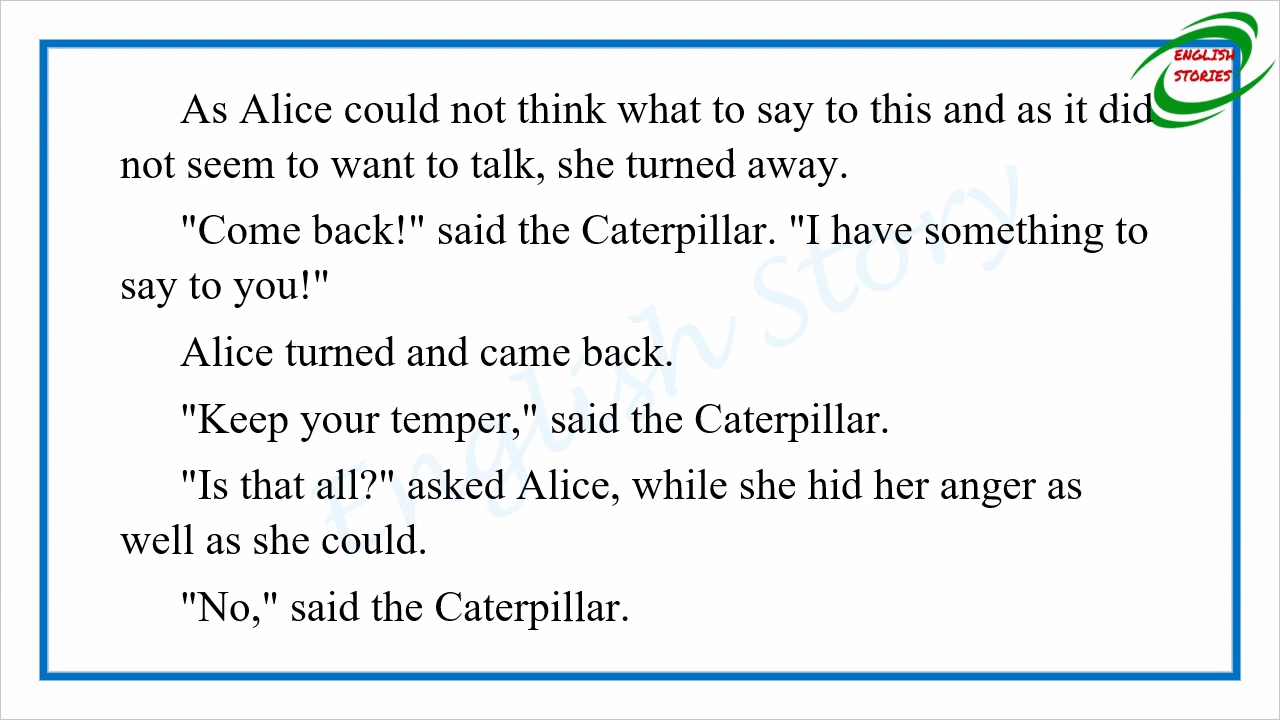 ENGLISH
STORIES
As Alice could not think what to say to this and as it did
not seem to want to talk, she turned away.
"Come back!" said the Caterpillar. "I have something to
say to you!"
Alice turned and came back.
"Keep your temper," said the Caterpillar.
"Is that all?" asked Alice, while she hid her anger as
well as she could.
"No," said the Caterpillar.
English Story